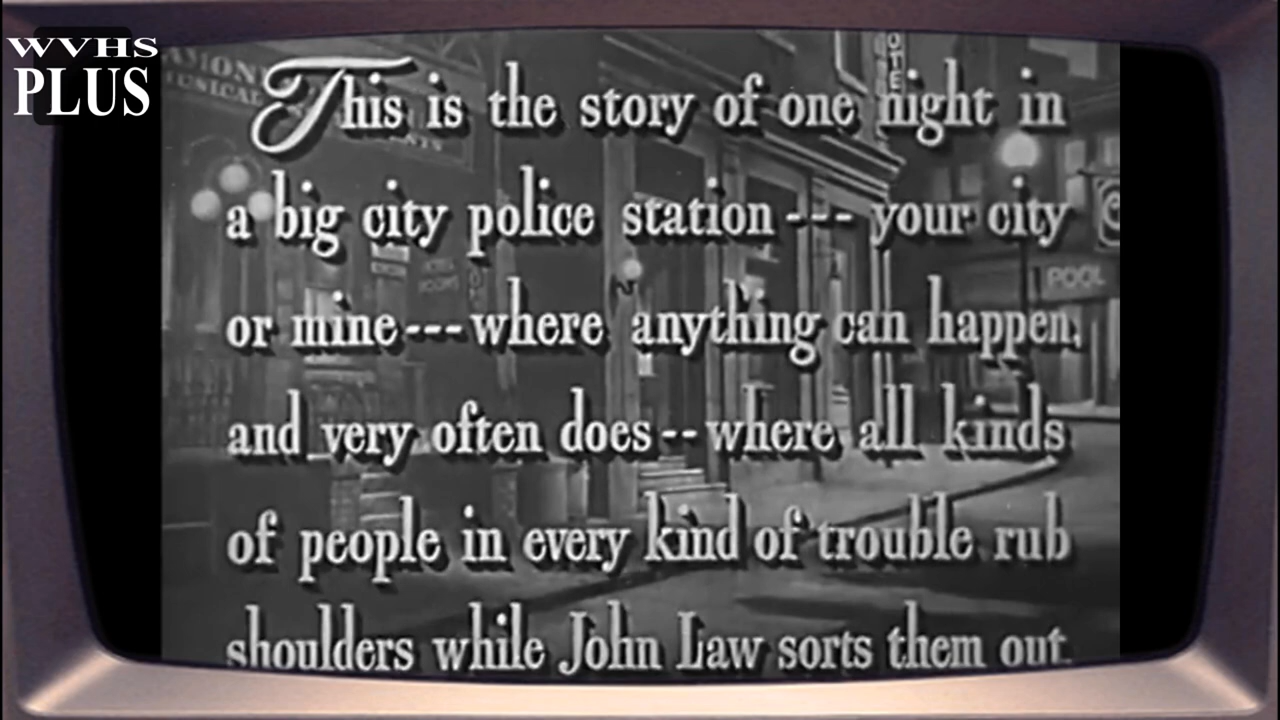 WVHS
PLUS
This is the story of one night in
a big city police station --- your city
or mine --- where anything can happen,
and very often does -- where all kinds
of people in every kind of trouble rub
shoulders while John Law sorts them out.
POOL